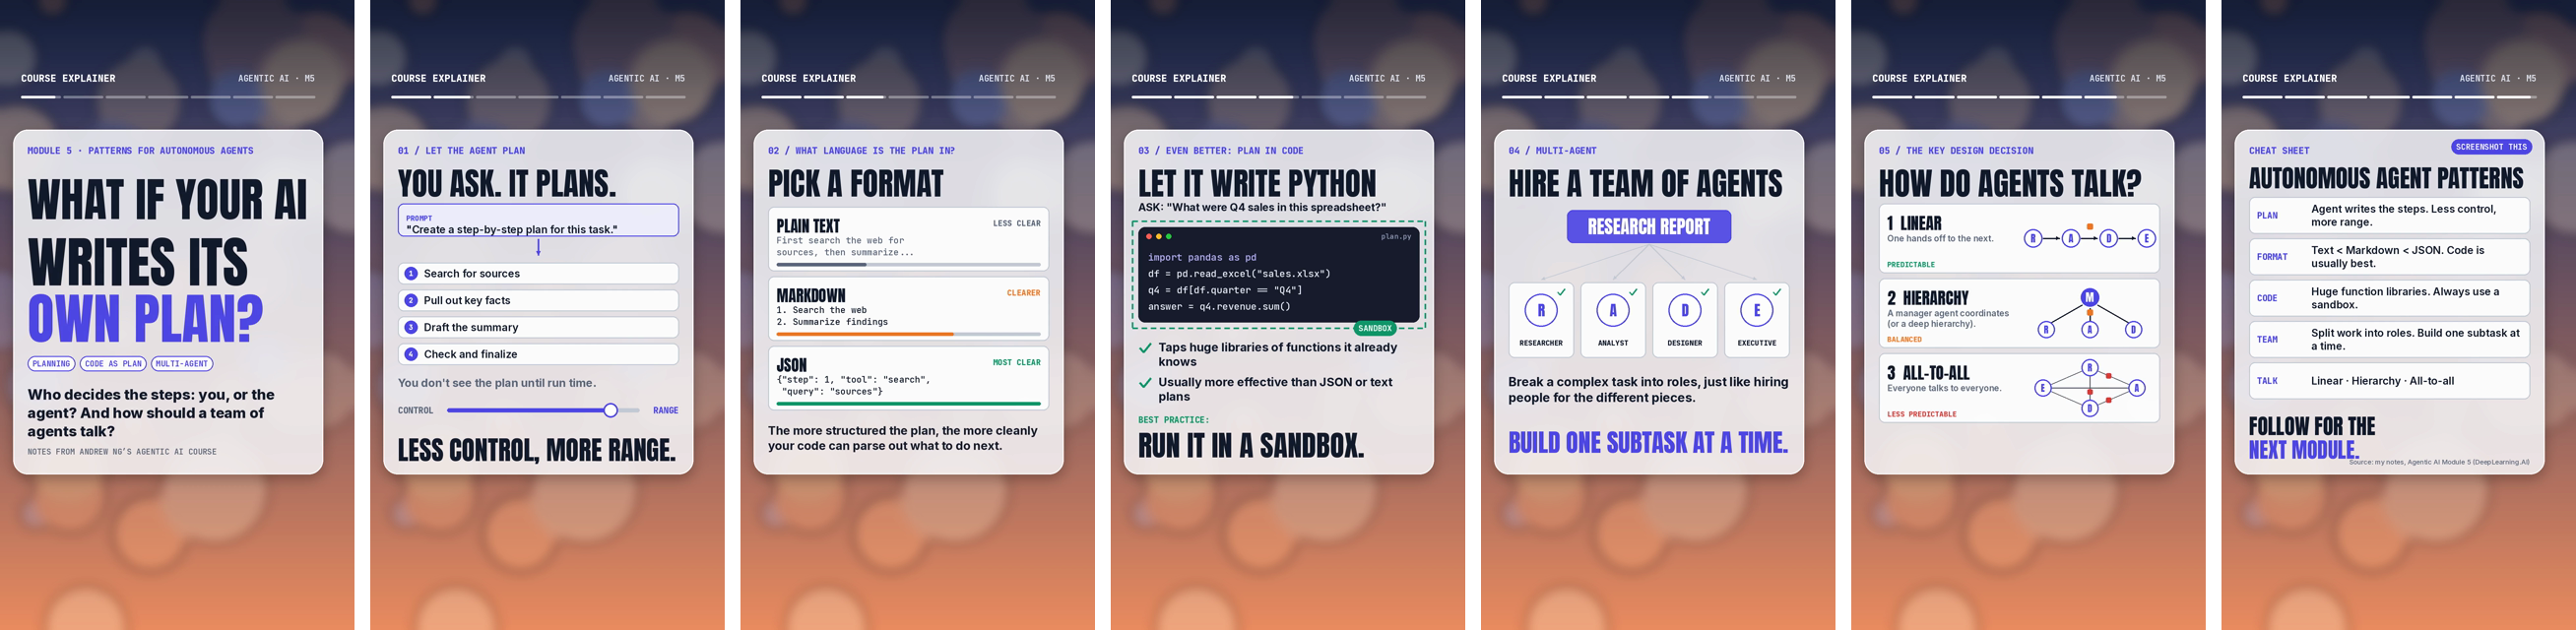 COURSE EXPLAINER
AGENTIC AI · M5
MODULE 5 · PATTERNS FOR AUTONOMOUS AGENTS
WHAT IF YOUR AI
WRITES ITS
OWN PLAN?
PLANNING
CODE AS PLAN
MULTI-AGENT
Who decides the steps: you, or the
agent? And how should a team of
agents talk?
NOTES FROM ANDREW NG'S AGENTIC AI COURSE
COURSE EXPLAINER
AGENTIC AI · M5
01 / LET THE AGENT PLAN
YOU ASK. IT PLANS.
PROMPT
"Create a step-by-step plan for this task."
1 Search for sources
2 Pull out key facts
3 Draft the summary
4 Check and finalize
You don't see the plan until run time.
CONTROL
RANGE
LESS CONTROL, MORE RANGE.
COURSE EXPLAINER
AGENTIC AI · M5
02 / WHAT LANGUAGE IS THE PLAN IN?
PICK A FORMAT
PLAIN TEXT
LESS CLEAR
First search the web for
sources, then summarize...
MARKDOWN
CLEARER
1. Search the web
2. Summarize findings
JSON
MOST CLEAR
{"step": 1, "tool": "search",
"query": "sources"}
The more structured the plan, the more cleanly
your code can parse out what to do next.
COURSE EXPLAINER
AGENTIC AI · M5
03 / EVEN BETTER: PLAN IN CODE
LET IT WRITE PYTHON
ASK: "What were Q4 sales in this spreadsheet?"
plan.py
import pandas as pd
df = pd.read_excel("sales.xlsx")
q4 = df[df.quarter == "Q4"]
answer = q4.revenue.sum()
SANDBOX
Taps huge libraries of functions it already
knows
Usually more effective than JSON or text
plans
BEST PRACTICE:
RUN IT IN A SANDBOX.
COURSE EXPLAINER
AGENTIC AI · M5
04 / MULTI-AGENT
HIRE A TEAM OF AGENTS
RESEARCH REPORT
R
A
D
E
RESEARCHER
ANALYST
DESIGNER
EXECUTIVE
Break a complex task into roles, just like hiring
people for the different pieces.
BUILD ONE SUBTASK AT A TIME.
COURSE EXPLAINER
AGENTIC AI · M5
05 / THE KEY DESIGN DECISION
HOW DO AGENTS TALK?
1 LINEAR
One hands off to the next.
PREDICTABLE
R
A
D
E
2 HIERARCHY
A manager agent coordinates
(or a deep hierarchy).
BALANCED
M
R
A
D
3 ALL-TO-ALL
Everyone talks to everyone.
LESS PREDICTABLE
R
E
A
D
COURSE EXPLAINER
AGENTIC AI · M5
CHEAT SHEET
SCREENSHOT THIS
AUTONOMOUS AGENT PATTERNS
PLAN
Agent writes the steps. Less control,
more range.
FORMAT
Text < Markdown < JSON. Code is
usually best.
CODE
Huge function libraries. Always use a
sandbox.
TEAM
Split work into roles. Build one subtask at
a time.
TALK
Linear · Hierarchy · All-to-all
FOLLOW FOR THE
NEXT MODULE.
Source: my notes, Agentic AI Module 5 (DeepLearning.AI)